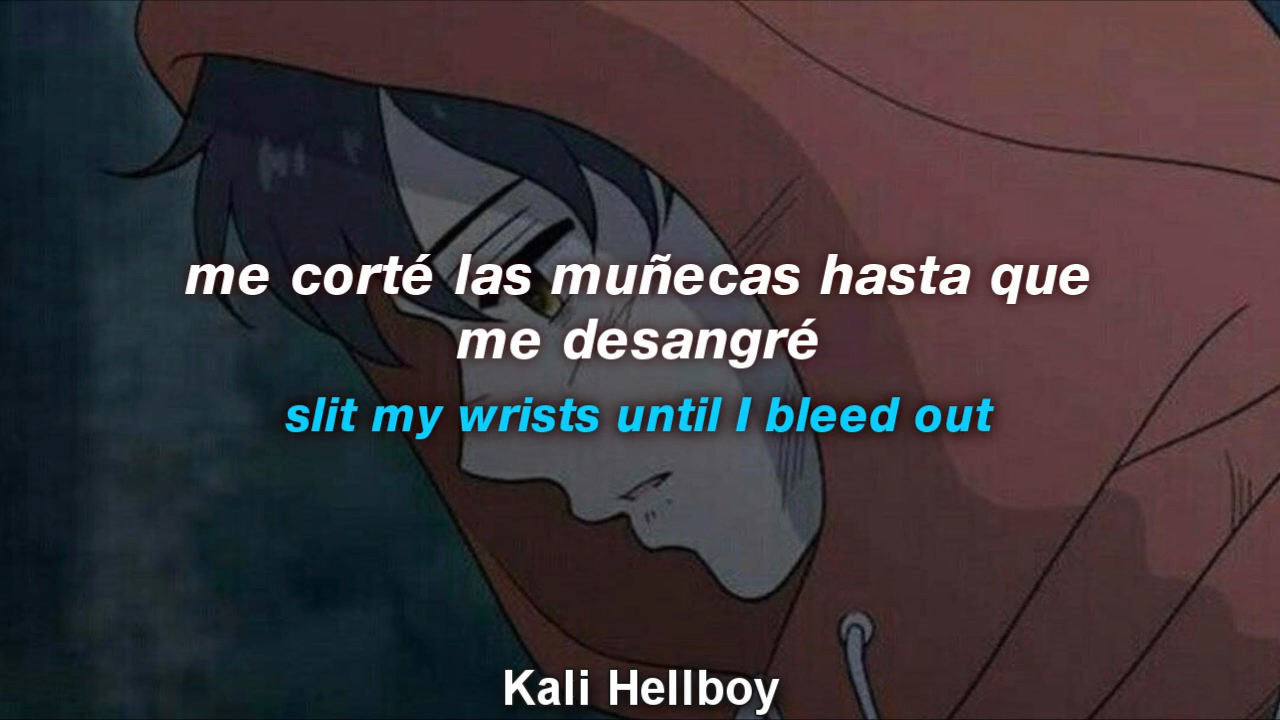 me corté las muñecas hasta que
me desangré
slit my wrists until I bleed out
Kali Hellboy